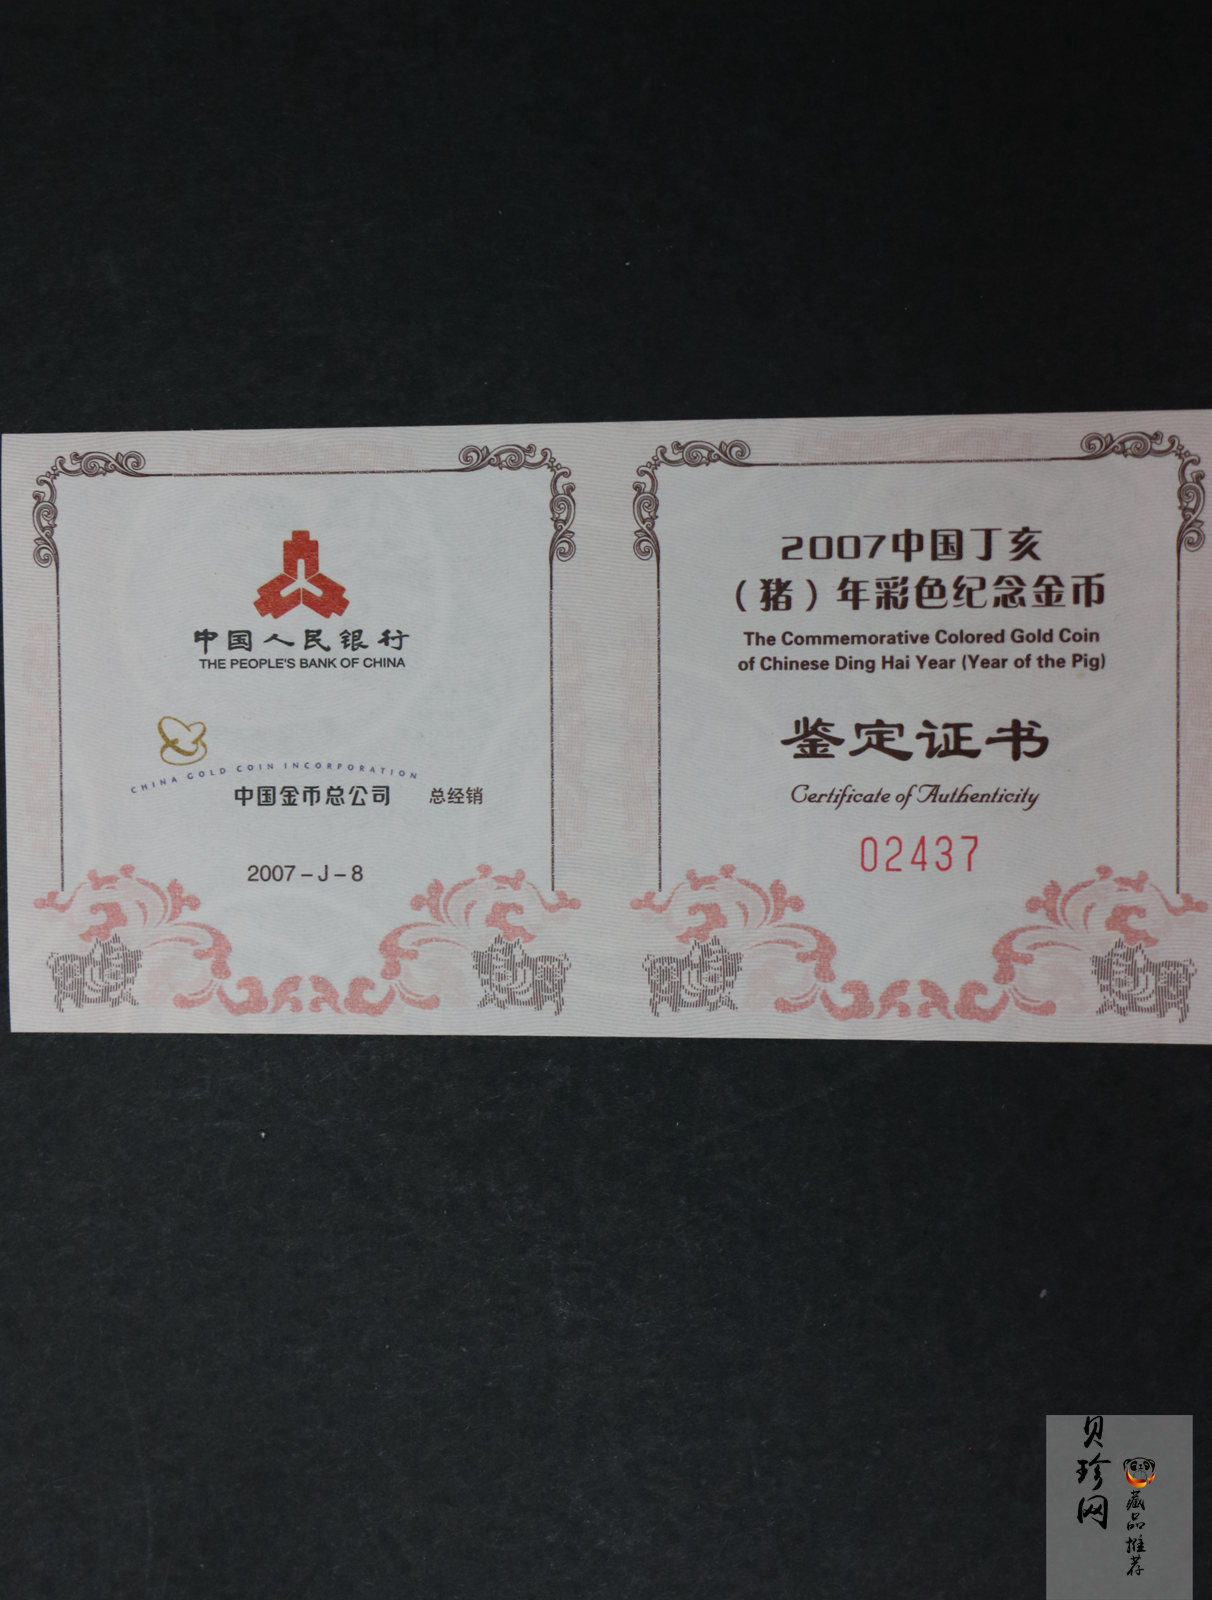 中国人民银行
THE PEOPLE'S BANK OF CHINA
CHINA GOLD COIN INCORPORATION
中国金币总公司 总经销
2007-J-8
2007中国丁亥
（猪）年彩色纪念金币
The Commemorative Colored Gold Coin
of Chinese Ding Hai Year (Year of the Pig)
鉴定证书
Certificate of Authenticity
02437
贝珍网
藏品推荐